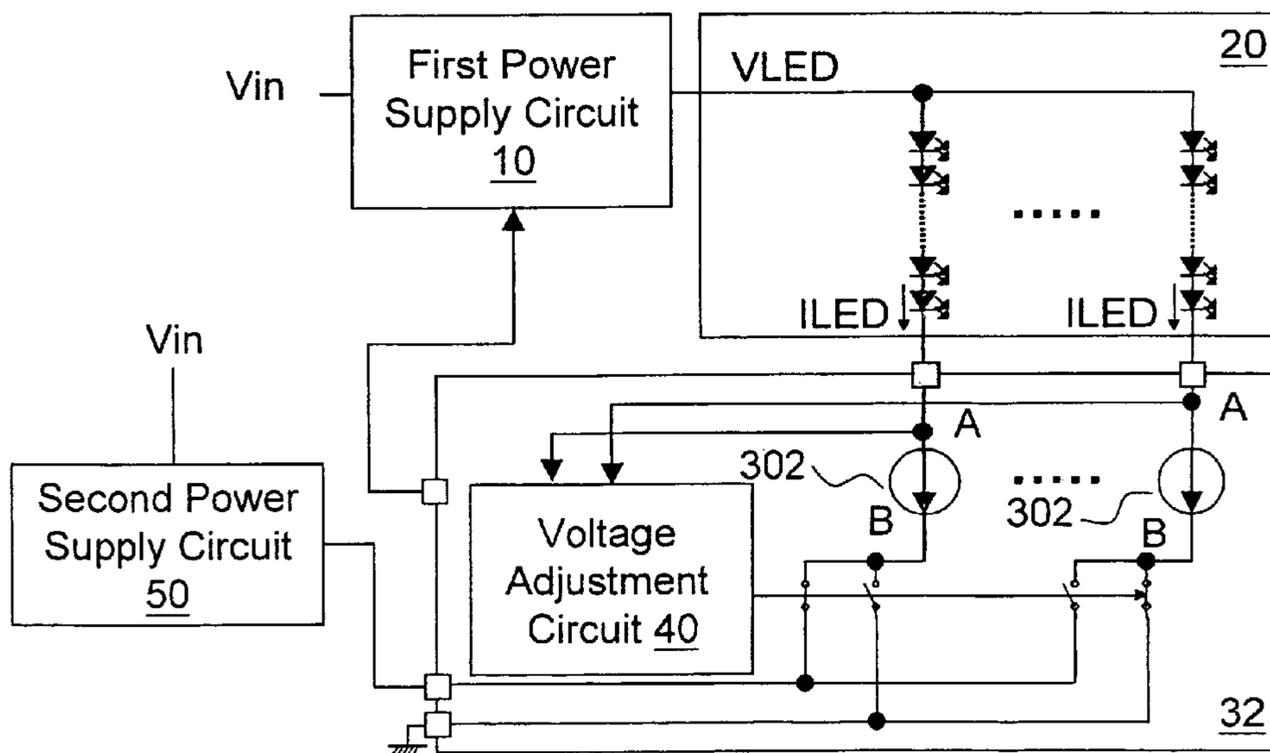 Vin
First Power
Supply Circuit
10
VLED
20
ILED
ILED
Vin
A
A
302
302
B
B
Second Power
Supply Circuit
50
Voltage
Adjustment
Circuit 40
32